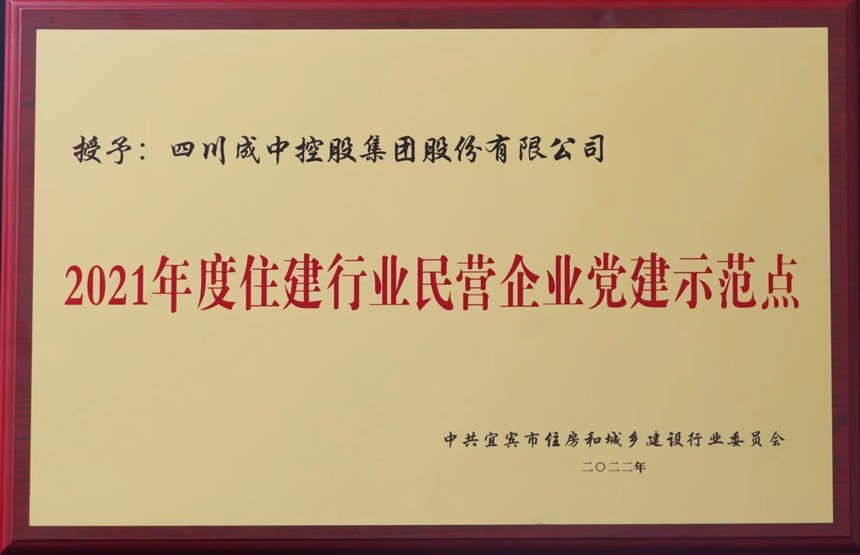 授予：四川成中控股集团股份有限公司
2021年度住建行业民营企业党建示范点
中共宜宾市住房和城乡建设行业委员会
二〇二二年